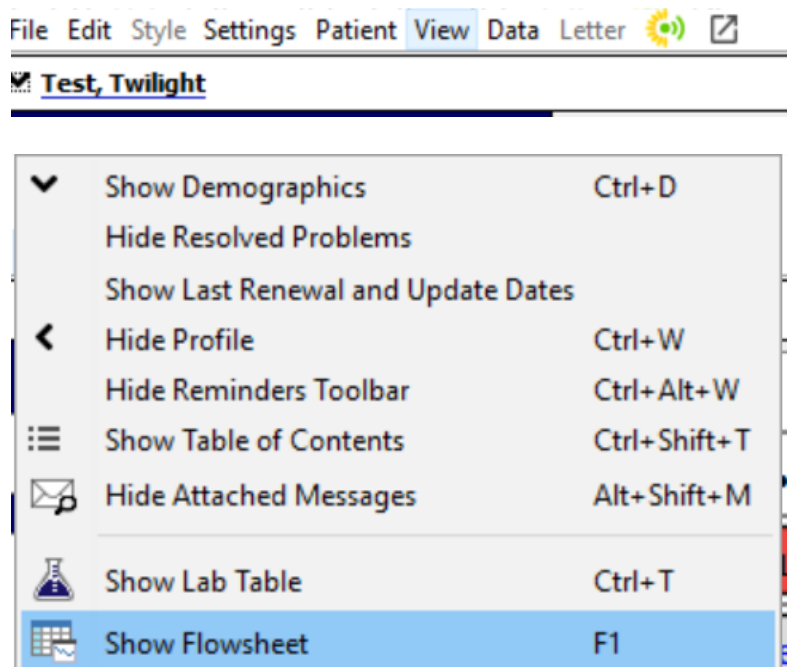 File Edit Style Settings Patient View Data Letter
Test, Twilight
Show Demographics Ctrl+D
Hide Resolved Problems
Show Last Renewal and Update Dates
Hide Profile Ctrl+W
Hide Reminders Toolbar Ctrl+Alt+W
Show Table of Contents Ctrl+Shift+T
Hide Attached Messages Alt+Shift+M
Show Lab Table Ctrl+T
Show Flowsheet F1